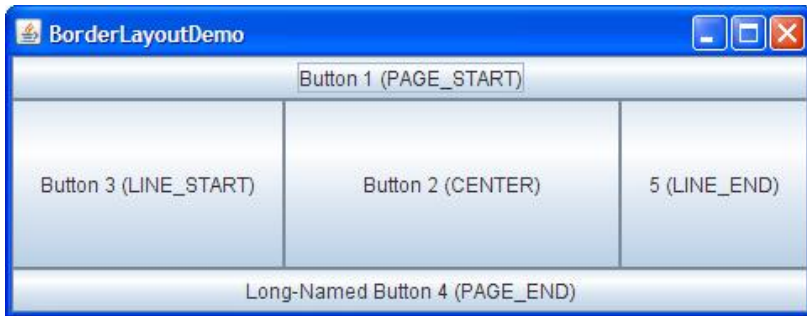 BorderLayoutDemo
Button 1 (PAGE_START)
Button 3 (LINE_START) Button 2 (CENTER) 5 (LINE_END)
Long-Named Button 4 (PAGE_END)